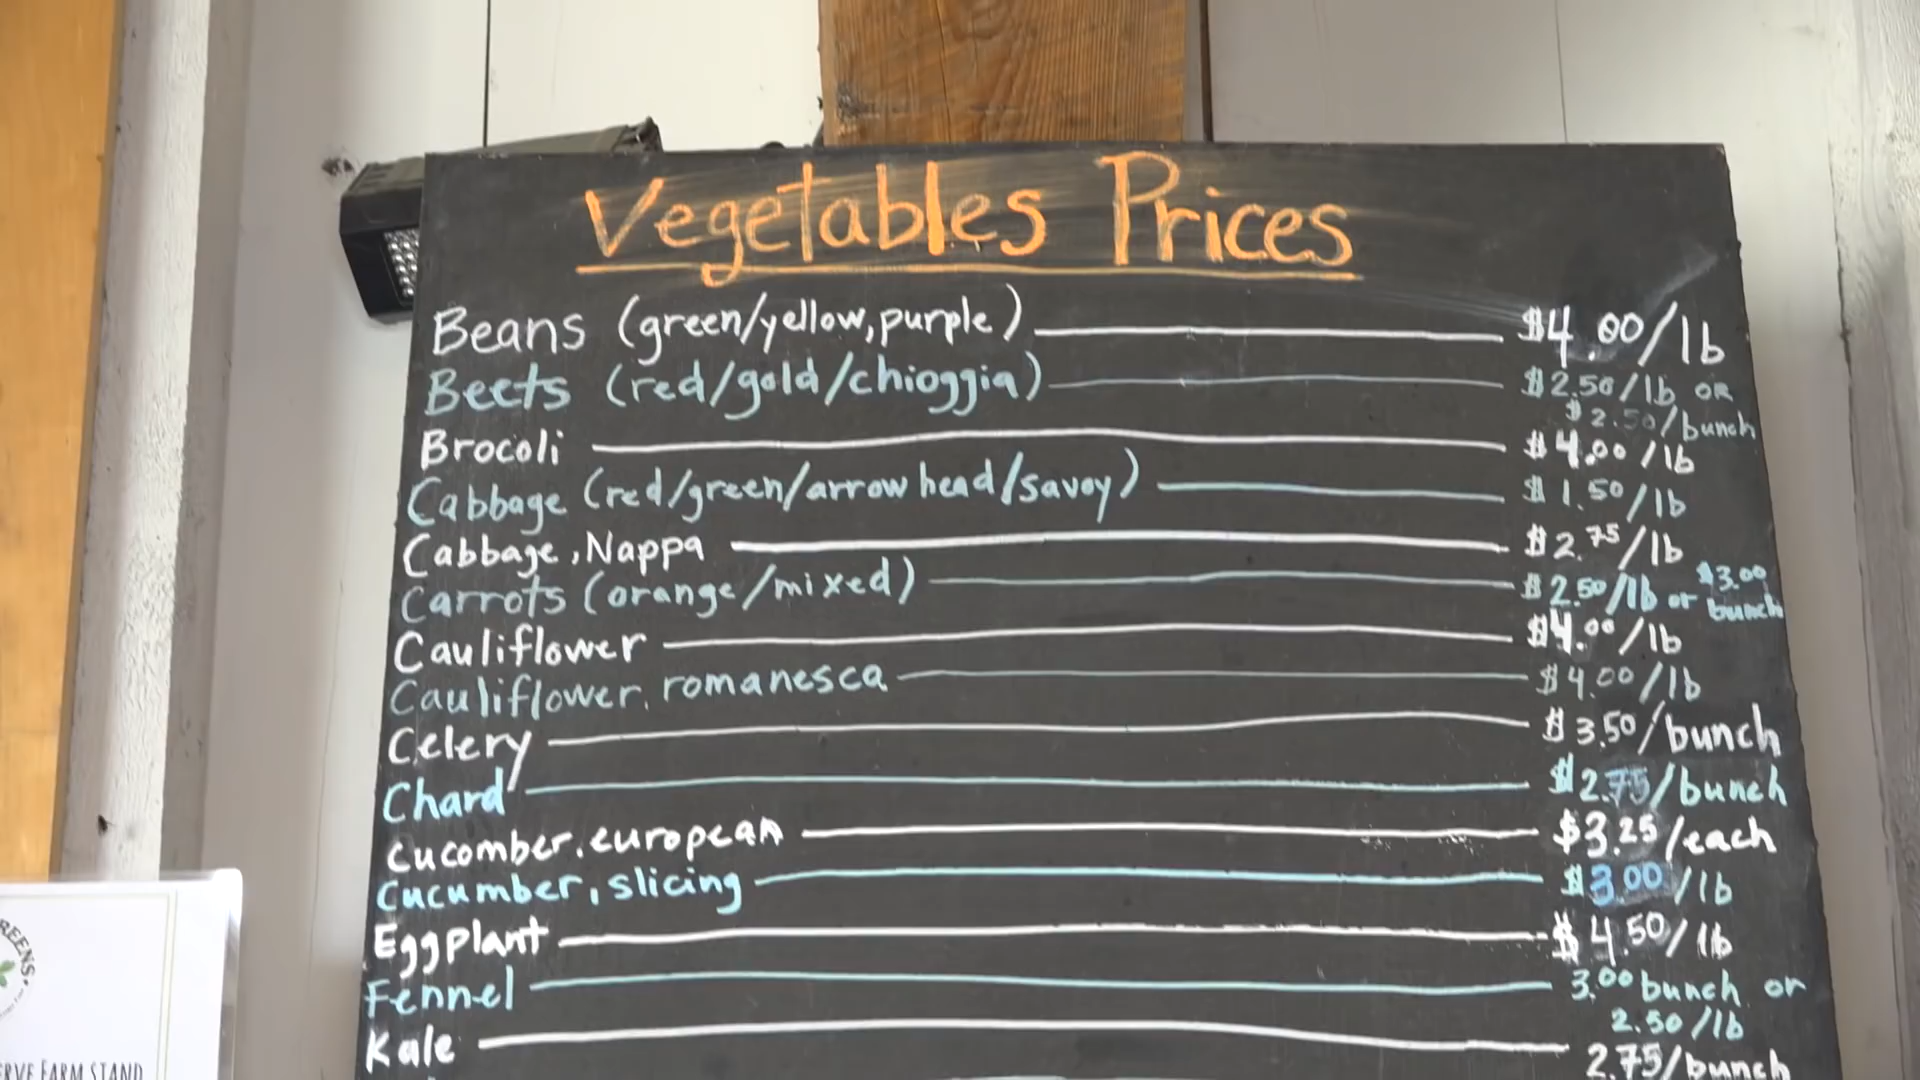 Vegetables Prices
Beans (green/yellow, purple) $4.00/lb
Beets (red/gold/chioggia) $2.50/lb OR
$2.50/bunch
Brocoli $4.00/lb
Cabbage (red/green/arrow head/savoy) $1.50/lb
Cabbage, Nappa $2.75/lb
Carrots (orange/mixed) $2.50/lb or $3.00 bunch
Cauliflower $4.00/lb
Cauliflower, romanesca $4.00/lb
Celery $3.50/bunch
Chard $2.75/bunch
Cucomber, european $3.25/each
Cucumber, slicing $3.00/lb
Eggplant $4.50/lb
Fennel 3.00 bunch or
2.50/lb
Kale 2.75/bunch
REENS
FARM STAND